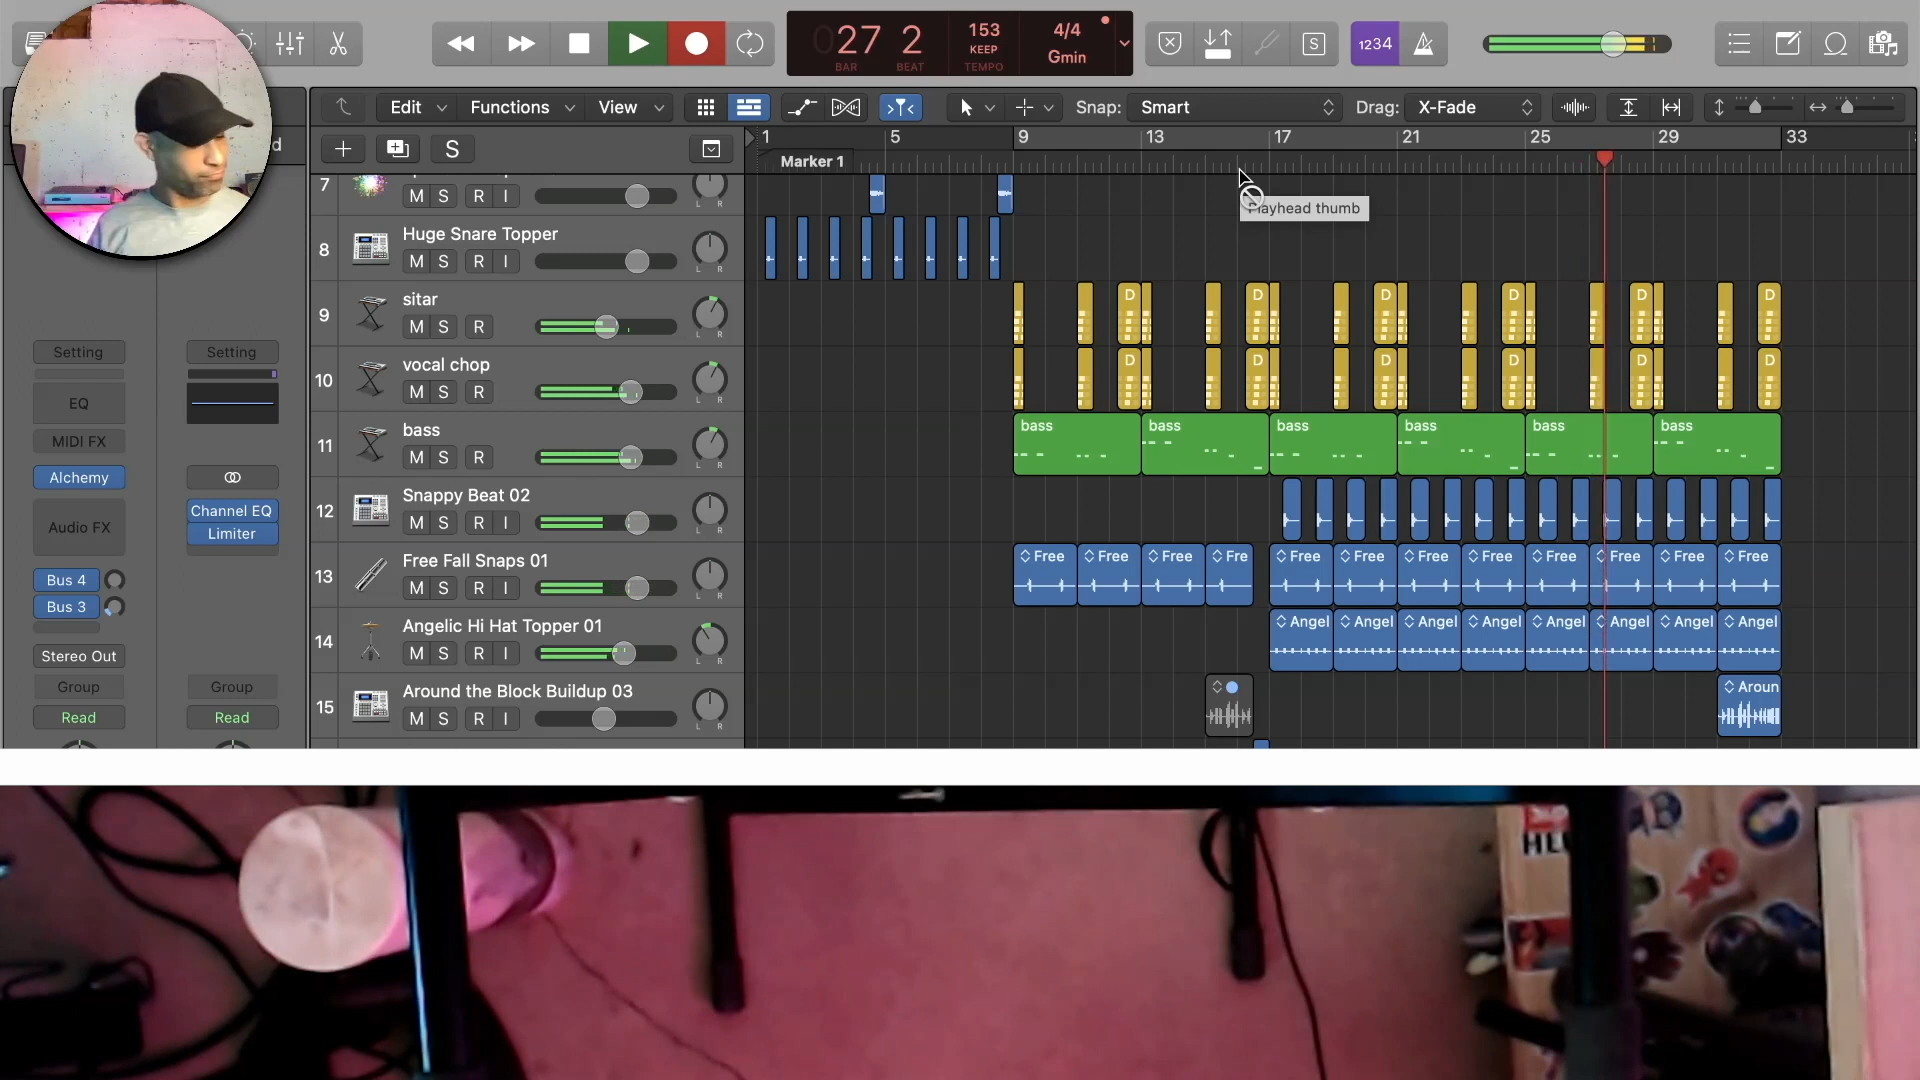 027 2
BAR BEAT
153
KEEP
TEMPO
4/4
Gmin
S
1234
Edit
Functions
View
Snap: Smart
Drag: X-Fade
S
1 5 9 13 17 21 25 29 33
Marker 1
d
7
M S R I
L R
8 Huge Snare Topper
M S R I
L R
9 sitar
M S R
L R
D D D D D D
10 vocal chop
M S R
L R
D D D D D D
11 bass
M S R
L R
bass bass bass bass bass bass
12 Snappy Beat 02
M S R I
L R
13 Free Fall Snaps 01
M S R I
L R
Free Free Free Fre Free Free Free Free Free Free Free Free
14 Angelic Hi Hat Topper 01
M S R I
L R
Angel Angel Angel Angel Angel Angel Angel Angel
15 Around the Block Buildup 03
M S R I
L R
Aroun
Playhead thumb
Setting
EQ
MIDI FX
Alchemy
Audio FX
Bus 4
Bus 3
Stereo Out
Group
Read
Setting
Channel EQ
Limiter
Group
Read